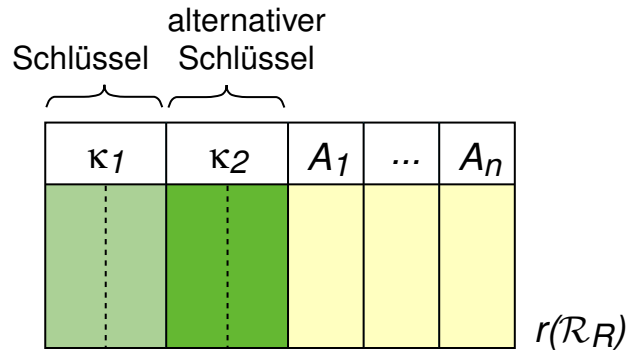 alternativer
Schlüssel Schlüssel
κ1 κ2 A1 ... An
r(ℛR)